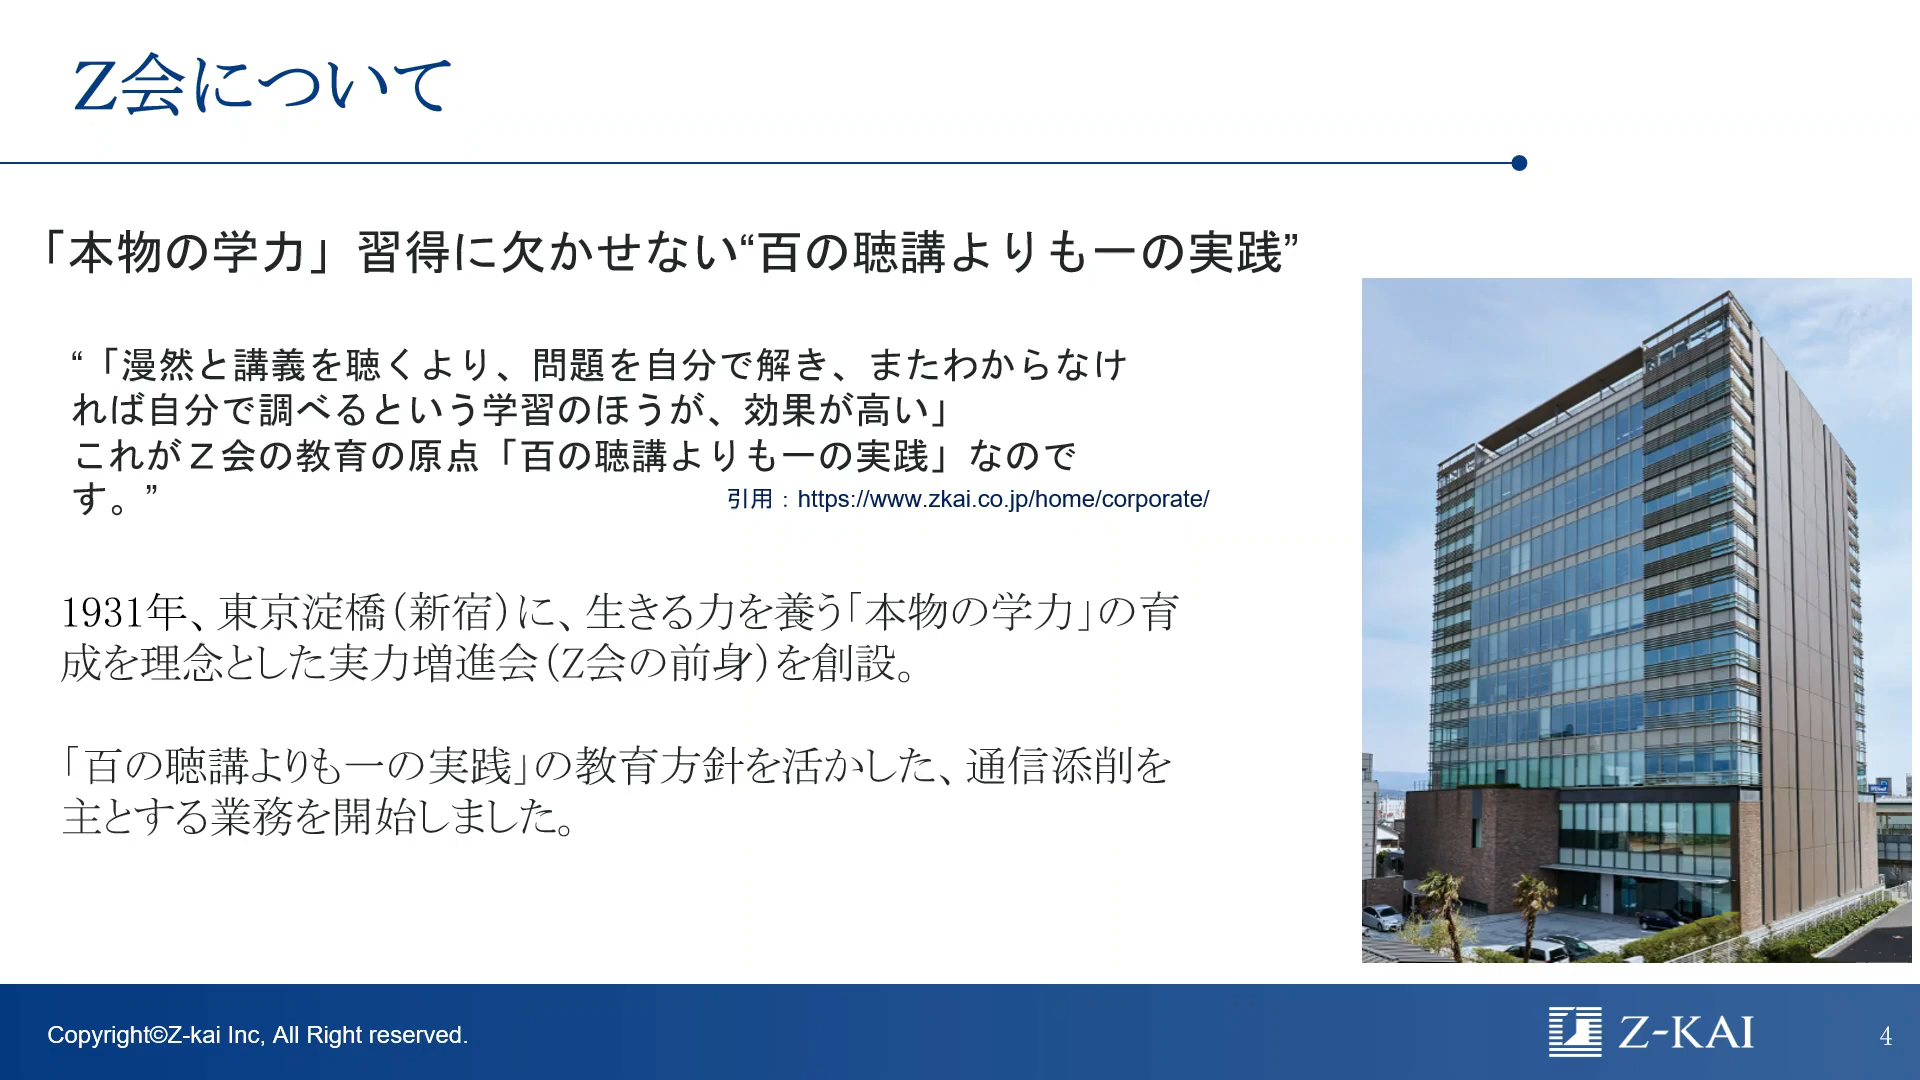 Z会について
「本物の学力」習得に欠かせない“百の聴講よりも一の実践”
“「漫然と講義を聴くより、問題を自分で解き、またわからなけ
れば自分で調べるという学習のほうが、効果が高い」
これがＺ会の教育の原点「百の聴講よりも一の実践」なので
す。”
引用：https://www.zkai.co.jp/home/corporate/
1931年、東京淀橋（新宿）に、生きる力を養う「本物の学力」の育
成を理念とした実力増進会（Z会の前身）を創設。
「百の聴講よりも一の実践」の教育方針を活かした、通信添削を
主とする業務を開始しました。
Copyright©Z-kai Inc, All Right reserved.
Z-KAI
4